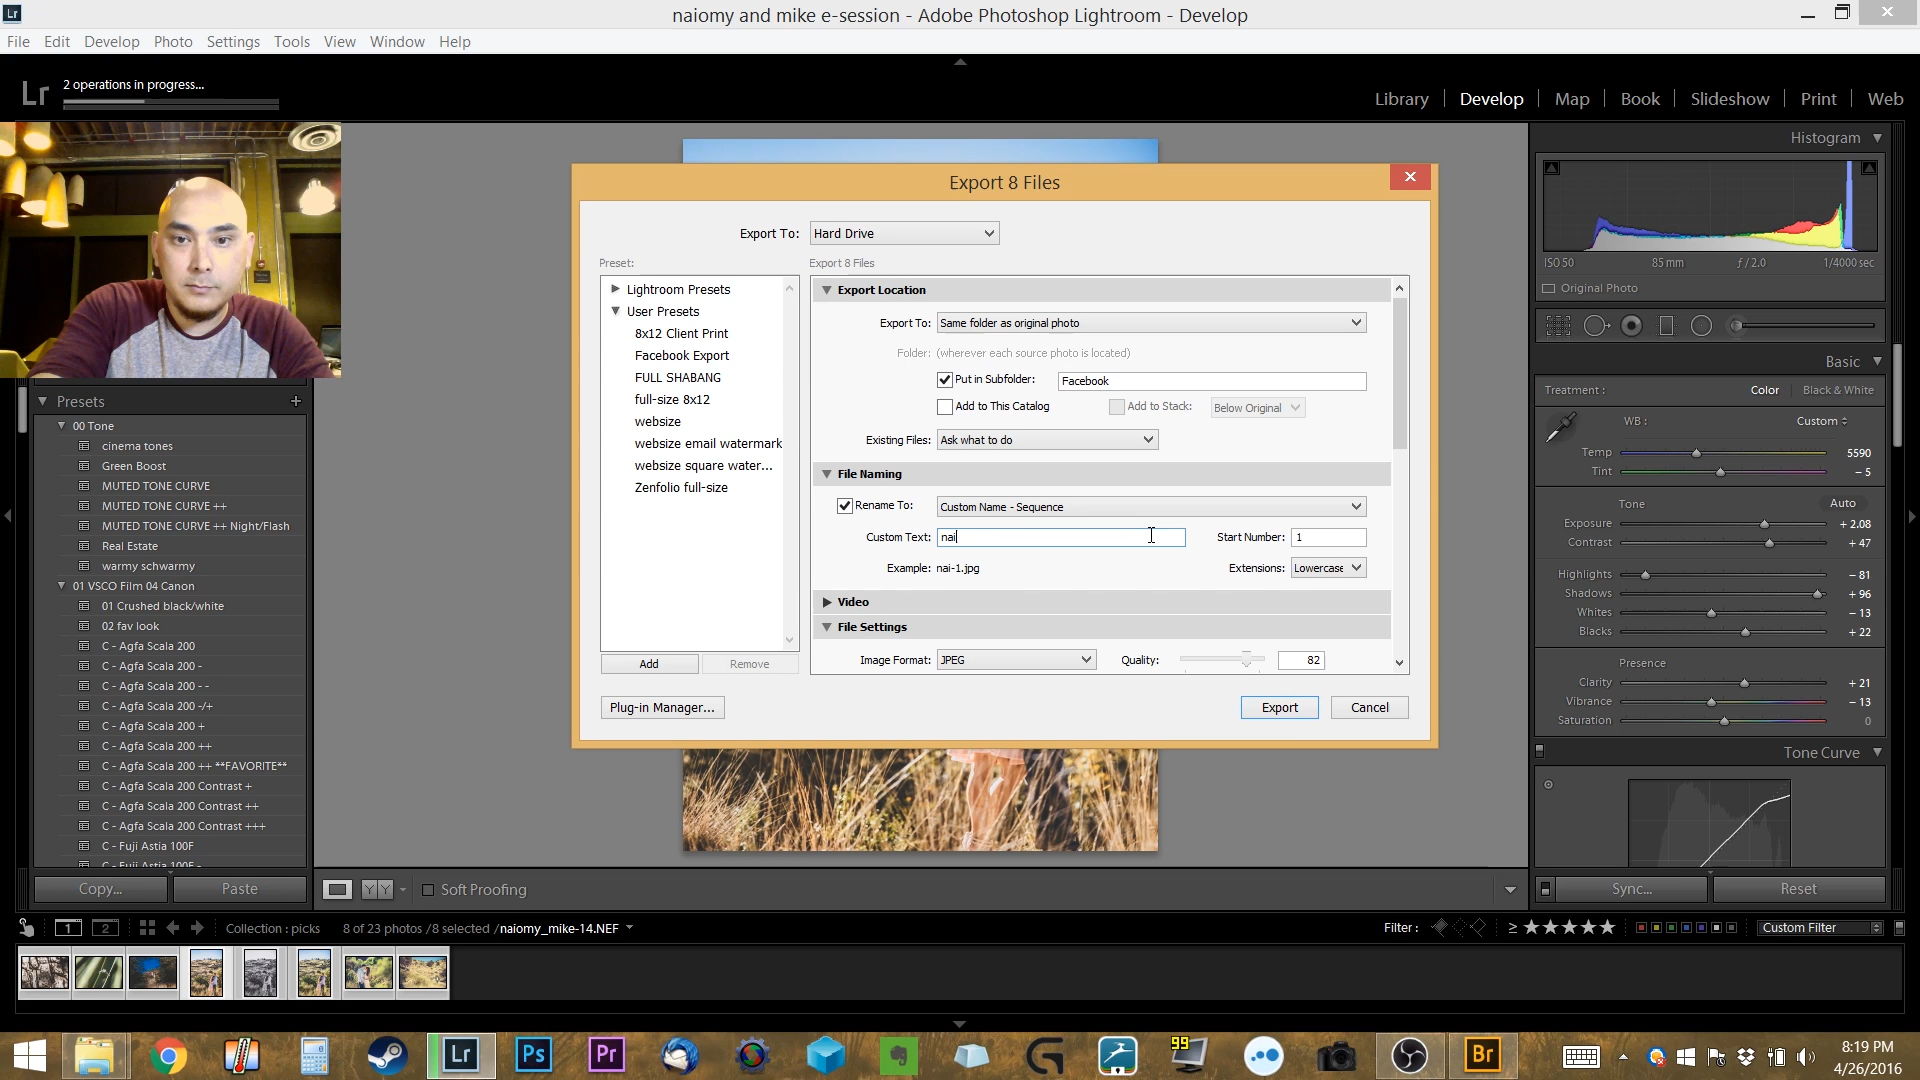 Lr
naiomy and mike e-session - Adobe Photoshop Lightroom - Develop
File Edit Develop Photo Settings Tools View Window Help
Lr 2 operations in progress...
Library Develop Map Book Slideshow Print Web
Histogram
ISO 50 85 mm ƒ / 2.0 1/4000 sec
Original Photo
Basic
Treatment : Color Black & White
WB : Custom
Temp 5590
Tint - 5
Tone Auto
Exposure + 2.08
Contrast + 47
Highlights - 81
Shadows + 96
Whites - 13
Blacks + 22
Presence
Clarity + 21
Vibrance - 13
Saturation 0
Tone Curve
Sync... Reset
Export 8 Files
Export To: Hard Drive
Preset:
Export 8 Files
Lightroom Presets
User Presets
8x12 Client Print
Facebook Export
FULL SHABANG
full-size 8x12
websize
websize email watermark
websize square water...
Zenfolio full-size
Add Remove
Plug-in Manager...
Export Location
Export To: Same folder as original photo
Folder: (wherever each source photo is located)
Put in Subfolder: Facebook
Add to This Catalog Add to Stack: Below Original
Existing Files: Ask what to do
File Naming
Rename To: Custom Name - Sequence
Custom Text: nai Start Number: 1
Example: nai-1.jpg Extensions: Lowercase
Video
File Settings
Image Format: JPEG Quality: 82
Export Cancel
Presets
00 Tone
cinema tones
Green Boost
MUTED TONE CURVE
MUTED TONE CURVE ++
MUTED TONE CURVE ++ Night/Flash
Real Estate
warmy schwarmy
01 VSCO Film 04 Canon
01 Crushed black/white
02 fav look
C - Agfa Scala 200
C - Agfa Scala 200 -
C - Agfa Scala 200 - -
C - Agfa Scala 200 -/+
C - Agfa Scala 200 +
C - Agfa Scala 200 ++
C - Agfa Scala 200 ++ **FAVORITE**
C - Agfa Scala 200 Contrast +
C - Agfa Scala 200 Contrast ++
C - Agfa Scala 200 Contrast +++
C - Fuji Astia 100F
C - Fuji Astia 100F -
Copy... Paste
YY Soft Proofing
1 2 Collection : picks 8 of 23 photos /8 selected /naiomy_mike-14.NEF
Filter : ≥ ★★★★★ Custom Filter
Lr Ps Pr 99 Br
8:19 PM
4/26/2016